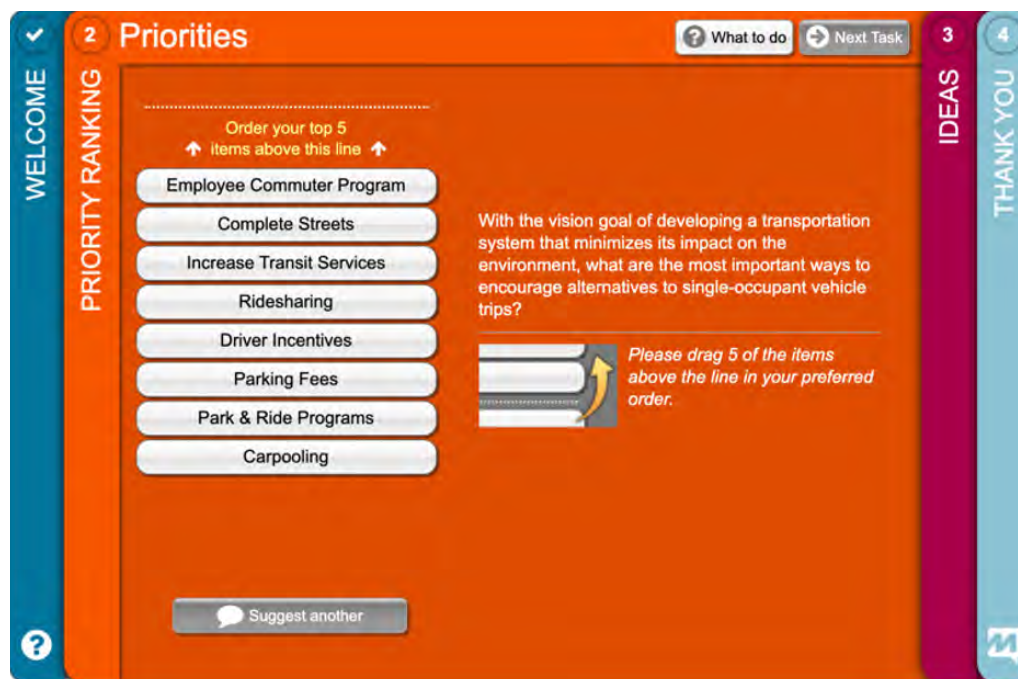 WELCOME
2
PRIORITY RANKING
Priorities
? What to do
Next Task
Order your top 5
items above this line
Employee Commuter Program
Complete Streets
Increase Transit Services
Ridesharing
Driver Incentives
Parking Fees
Park & Ride Programs
Carpooling
Suggest another
With the vision goal of developing a transportation
system that minimizes its impact on the
environment, what are the most important ways to
encourage alternatives to single-occupant vehicle
trips?
Please drag 5 of the items
above the line in your preferred
order.
3
IDEAS
4
THANK YOU
?